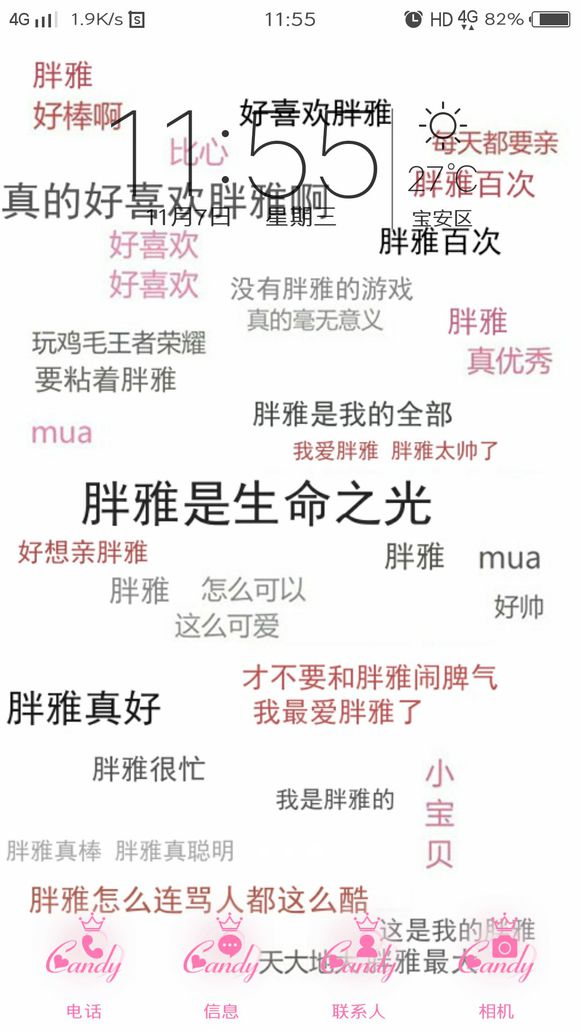 4G 1.9K/s 11:55 HD 4G 82%
胖雅
好棒啊
好喜欢胖雅
每天都要亲
胖雅百次
比心
11:55
27℃
真的好喜欢胖雅啊
11月7日 星期三
宝安区
好喜欢
胖雅百次
好喜欢
没有胖雅的游戏
真的毫无意义
胖雅
真优秀
玩鸡毛王者荣耀
要粘着胖雅
胖雅是我的全部
mua
我爱胖雅 胖雅太帅了
胖雅是生命之光
好想亲胖雅
胖雅 mua
胖雅 怎么可以
这么可爱
好帅
才不要和胖雅闹脾气
胖雅真好
我最爱胖雅了
胖雅很忙
我是胖雅的
小
宝
贝
胖雅真棒 胖雅真聪明
胖雅怎么连骂人都这么酷
这是我的胖雅
天大地大 胖雅最大
Candy Candy Candy Candy
电话 信息 联系人 相机